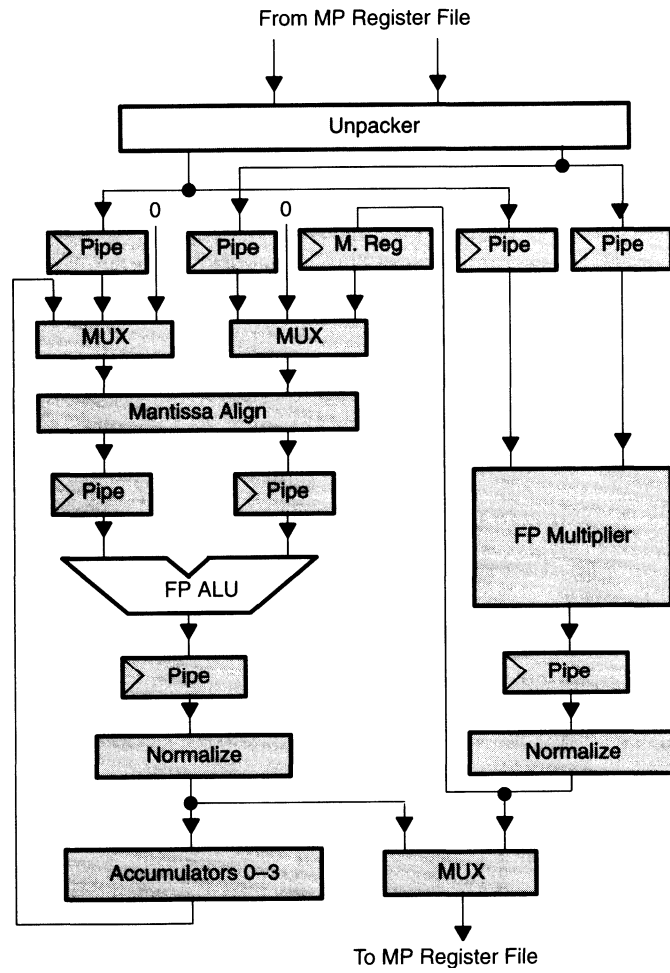 From MP Register File
Unpacker
0
0
Pipe
Pipe
M. Reg
Pipe
Pipe
MUX
MUX
Mantissa Align
Pipe
Pipe
FP Multiplier
FP ALU
Pipe
Pipe
Normalize
Normalize
Accumulators 0–3
MUX
To MP Register File